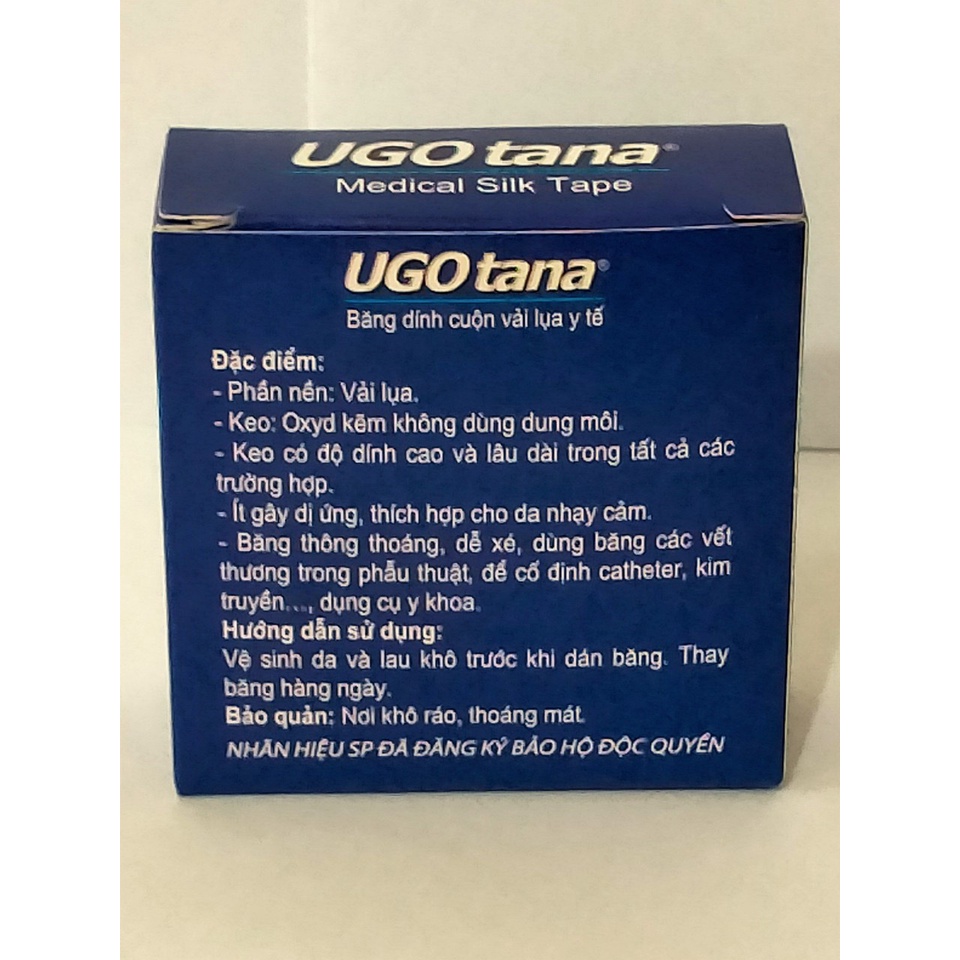 UGOtana®
Medical Silk Tape
UGOtana®
Băng dính cuộn vải lụa y tế
Đặc điểm:
- Phần nền: Vải lụa.
- Keo: Oxyd kẽm không dùng dung môi.
- Keo có độ dính cao và lâu dài trong tất cả các
trường hợp.
- Ít gây dị ứng, thích hợp cho da nhạy cảm.
- Băng thông thoáng, dễ xé, dùng băng các vết
thương trong phẫu thuật, để cố định catheter, kim
truyền..., dụng cụ y khoa.
Hướng dẫn sử dụng:
Vệ sinh da và lau khô trước khi dán băng. Thay
băng hàng ngày.
Bảo quản: Nơi khô ráo, thoáng mát.
NHÃN HIỆU SP ĐÃ ĐĂNG KÝ BẢO HỘ ĐỘC QUYỀN